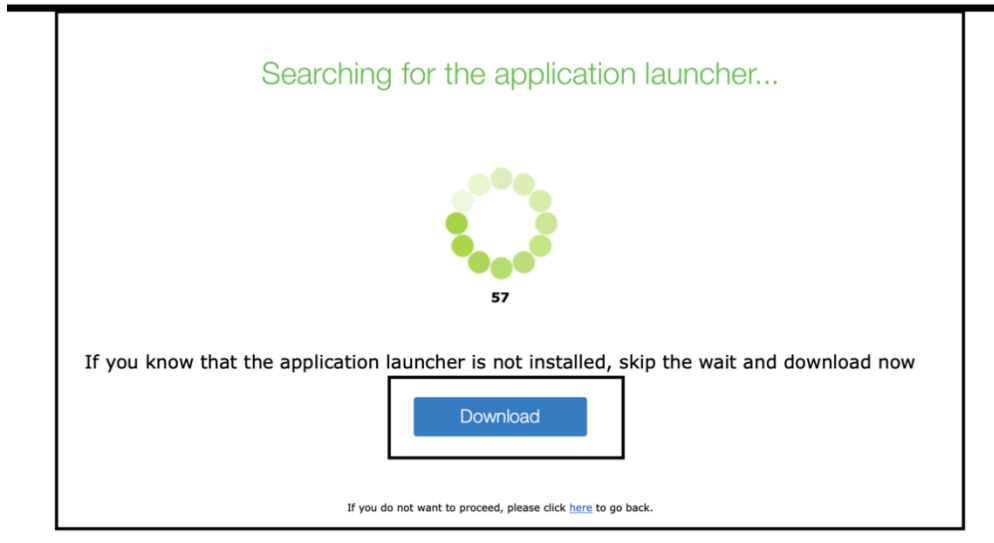 Searching for the application launcher...
57
If you know that the application launcher is not installed, skip the wait and download now
Download
If you do not want to proceed, please click here to go back.